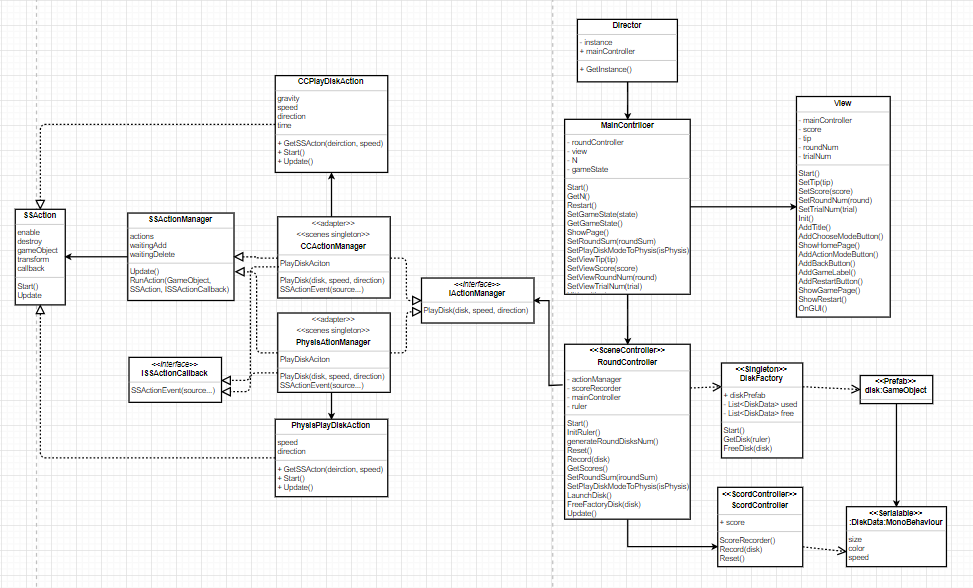 Director
- instance
+ mainController
+ GetInstance()
CCPlayDiskAction
gravity
speed
direction
time
+ GetSSActon(deirction, speed)
+ Start()
+ Update()
View
- mainController
- score
- tip
- roundNum
- trialNum
Start()
SetTip(tip)
SetScore(score)
SetRoundNum(round)
SetTrialNum(trial)
Init()
AddTitle()
AddChooseModeButton()
ShowHomePage()
AddActionModeButton()
AddBackButton()
AddGameLabel()
AddRestartButton()
ShowGamePage()
ShowRestart()
OnGUI()
MainContrlloer
- roundController
- view
- N
- gameState
Start()
GetN()
Restart()
SetGameState(state)
GetGameState()
ShowPage()
SetRoundSum(roundSum)
SetPlayDiskModeToPhysis(isPhysis)
SetViewTip(tip)
SetViewScore(score)
SetViewRoundNum(round)
SetViewTrialNum(trial)
SSAction
enable
destroy
gameObject
transform
callback
Start()
Update
SSActionManager
actions
waitingAdd
waitingDelete
Update()
RunAction(GameObject,
SSAction, ISSActionCallback)
<<adapter>>
<<scenes singleton>>
CCActionManager
PlayDiskAciton
PlayDisk(disk, speed, direction)
SSActionEvent(source...)
<<interface>>
IActionManager
PlayDisk(disk, speed, direction)
<<adapter>>
<<scenes singleton>>
PhysisAtionManager
PlayDiskAciton
PlayDisk(disk, speed, direction)
SSActionEvent(source...)
<<interface>>
ISSActionCallback
SSActionEvent(source...)
PhysisPlayDiskAction
speed
direction
+ GetSSActon(deirction, speed)
+ Start()
+ Update()
<<SceneController>>
RoundController
- actionManager
- scoreRecorder
- mainController
- ruler
Start()
InitRuler()
generateRoundDisksNum()
Reset()
Record(disk)
GetScores()
SetRoundSum(iroundSum)
SetPlayDiskModeToPhysis(isPhysis)
LaunchDisk()
FreeFactoryDisk(disk)
Update()
<<Singleton>>
DiskFactory
+ diskPrefab
- List<DiskData> used
- List<DiskData> free
Start()
GetDisk(ruler)
FreeDisk(disk)
<<Prefab>>
disk:GameObject
<<ScordController>>
ScordController
+ score
ScoreRecorder()
Record(disk)
Reset()
<<Serialable>>
:DiskData:MonoBehaviour
size
color
speed